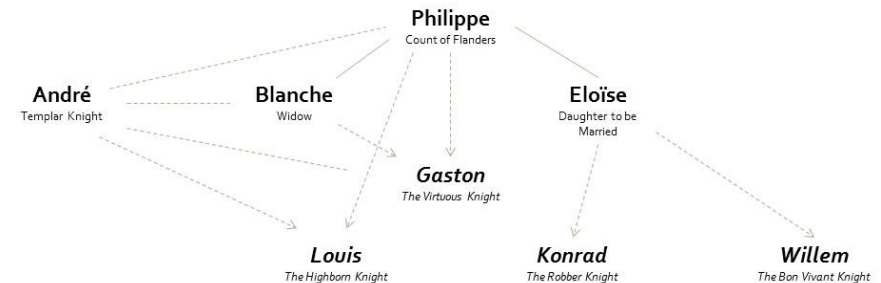 Philippe
Count of Flanders
André
Templar Knight
Blanche
Widow
Eloïse
Daughter to be
Married
Gaston
The Virtuous Knight
Louis
The Highborn Knight
Konrad
The Robber Knight
Willem
The Bon Vivant Knight